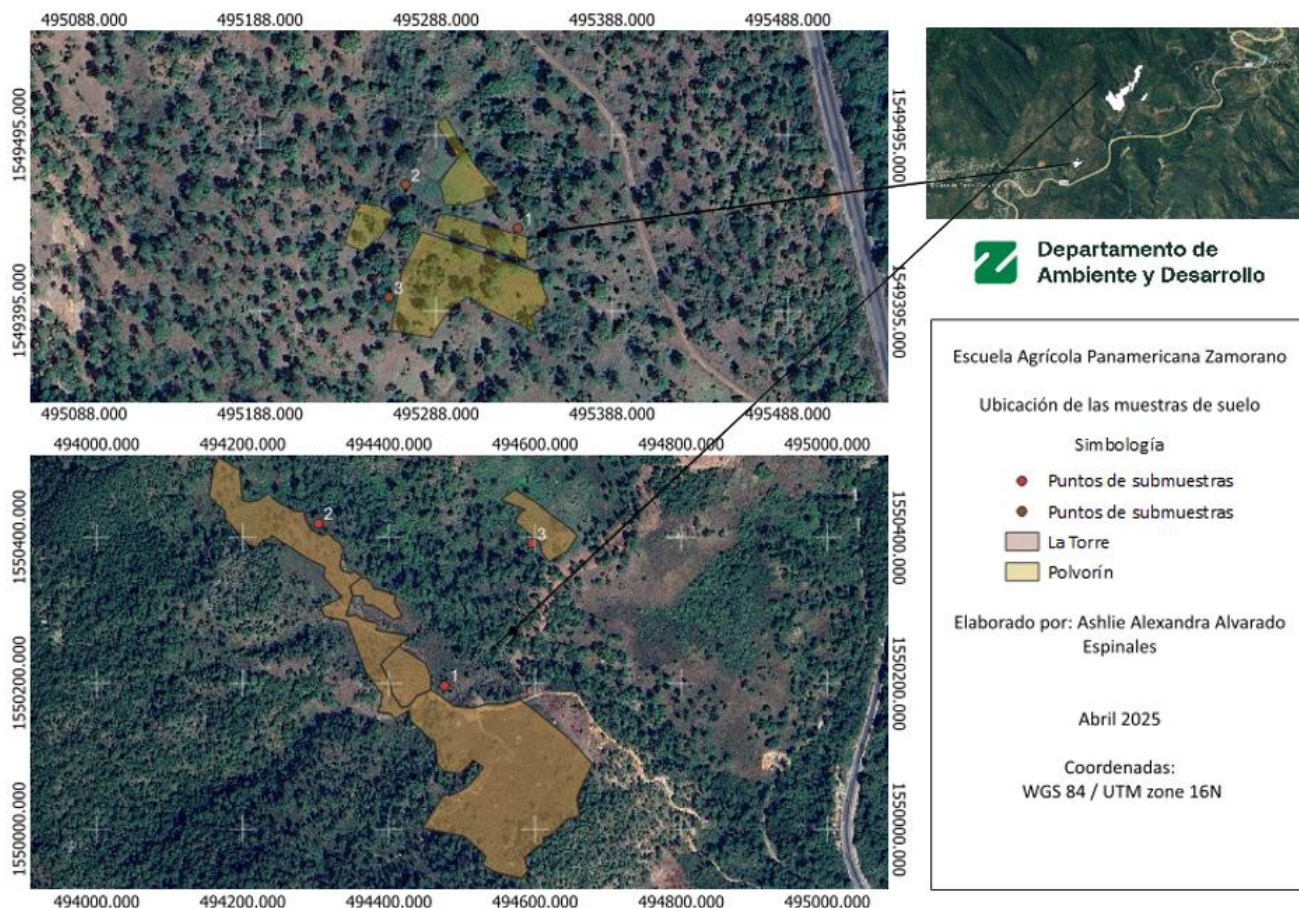 495088.000 495188.000 495288.000 495388.000 495488.000
1549495.000
1549395.000
2
1
3
1549495.000
1549395.000
495088.000 495188.000 495288.000 495388.000 495488.000
494000.000 494200.000 494400.000 494600.000 494800.000 495000.000
1550400.000
1550200.000
1550000.000
2
3
1
1550400.000
1550200.000
1550000.000
494000.000 494200.000 494400.000 494600.000 494800.000 495000.000
Departamento de
Ambiente y Desarrollo
Escuela Agrícola Panamericana Zamorano
Ubicación de las muestras de suelo
Simbología
Puntos de submuestras
Puntos de submuestras
La Torre
Polvorín
Elaborado por: Ashlie Alexandra Alvarado
Espinales
Abril 2025
Coordenadas:
WGS 84 / UTM zone 16N